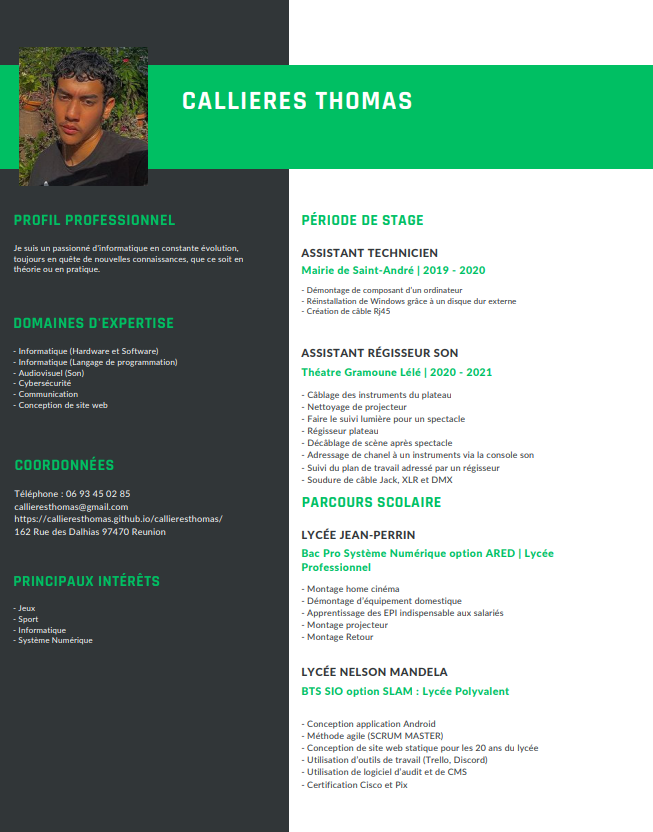 CALLIERES THOMAS
PROFIL PROFESSIONNEL
Je suis un passionné d'informatique en constante évolution,
toujours en quête de nouvelles connaissances, que ce soit en
théorie ou en pratique.
DOMAINES D'EXPERTISE
- Informatique (Hardware et Software)
- Informatique (Langage de programmation)
- Audiovisuel (Son)
- Cybersécurité
- Communication
- Conception de site web
COORDONNÉES
Téléphone : 06 93 45 02 85
callieresthomas@gmail.com
https://callieresthomas.github.io/callieresthomas/
162 Rue des Dalhias 97470 Reunion
PRINCIPAUX INTÉRÊTS
- Jeux
- Sport
- Informatique
- Système Numérique
PÉRIODE DE STAGE
ASSISTANT TECHNICIEN
Mairie de Saint-André | 2019 - 2020
- Démontage de composant d'un ordinateur
- Réinstallation de Windows grâce à un disque dur externe
- Création de câble Rj45
ASSISTANT RÉGISSEUR SON
Théatre Gramoune Lélé | 2020 - 2021
- Câblage des instruments du plateau
- Nettoyage de projecteur
- Faire le suivi lumière pour un spectacle
- Régisseur plateau
- Décâblage de scène après spectacle
- Adressage de chanel à un instruments via la console son
- Suivi du plan de travail adressé par un régisseur
- Soudure de câble Jack, XLR et DMX
PARCOURS SCOLAIRE
LYCÉE JEAN-PERRIN
Bac Pro Système Numérique option ARED | Lycée
Professionnel
- Montage home cinéma
- Démontage d'équipement domestique
- Apprentissage des EPI indispensable aux salariés
- Montage projecteur
- Montage Retour
LYCÉE NELSON MANDELA
BTS SIO option SLAM : Lycée Polyvalent
- Conception application Android
- Méthode agile (SCRUM MASTER)
- Conception de site web statique pour les 20 ans du lycée
- Utilisation d'outils de travail (Trello, Discord)
- Utilisation de logiciel d'audit et de CMS
- Certification Cisco et Pix